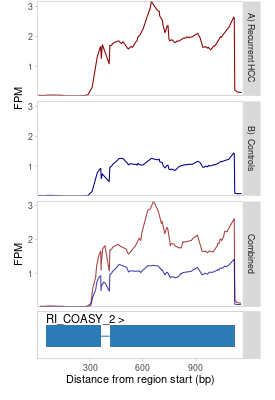 3
2
1
FPM
A) Recurrent HCC
3
2
1
B) Controls
3
2
1
FPM
Combined
RI_COASY_2 >
300 600 900
Distance from region start (bp)